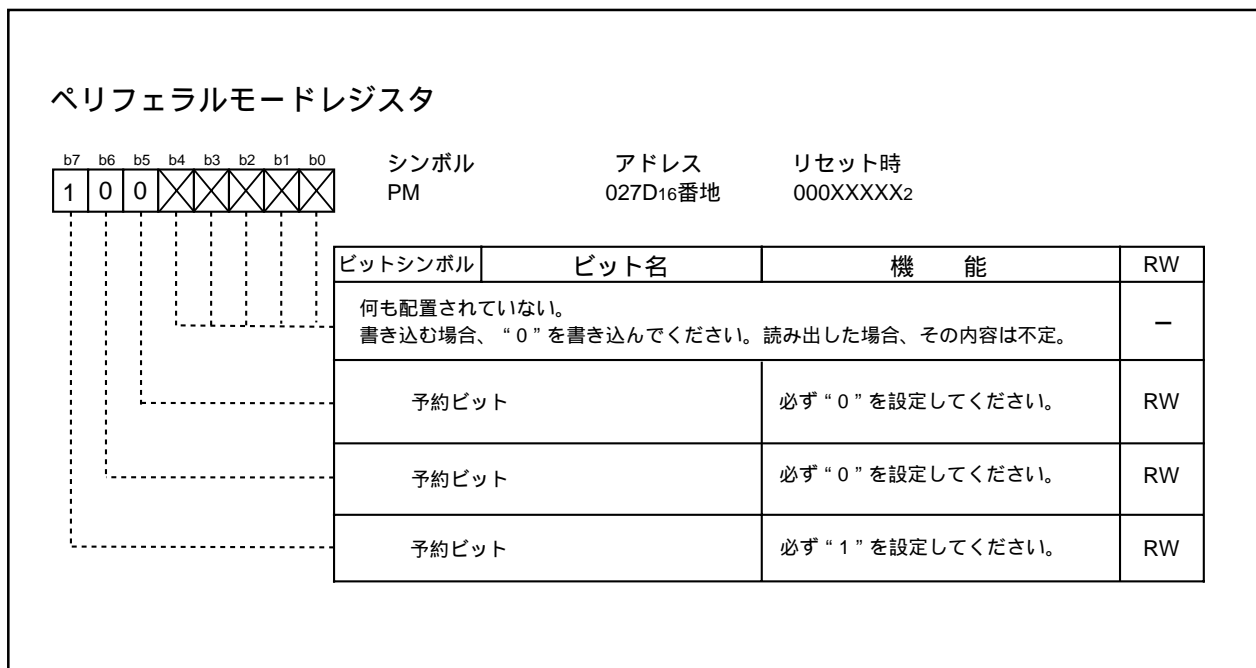 ペリフェラルモードレジスタ
b7 b6 b5 b4 b3 b2 b1 b0
1 0 0
シンボル アドレス リセット時
PM 027D16番地 000XXXXX2
ビットシンボル ビット名 機 能 RW
何も配置されていない。
書き込む場合、“0”を書き込んでください。読み出した場合、その内容は不定。
–
予約ビット 必ず“0”を設定してください。 RW
予約ビット 必ず“0”を設定してください。 RW
予約ビット 必ず“1”を設定してください。 RW